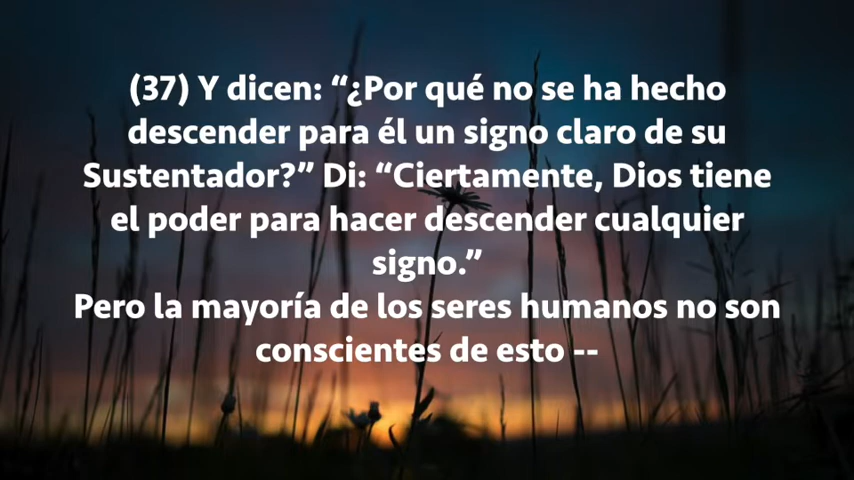 (37) Y dicen: “¿Por qué no se ha hecho
descender para él un signo claro de su
Sustentador?” Di: “Ciertamente, Dios tiene
el poder para hacer descender cualquier
signo.”
Pero la mayoría de los seres humanos no son
conscientes de esto --